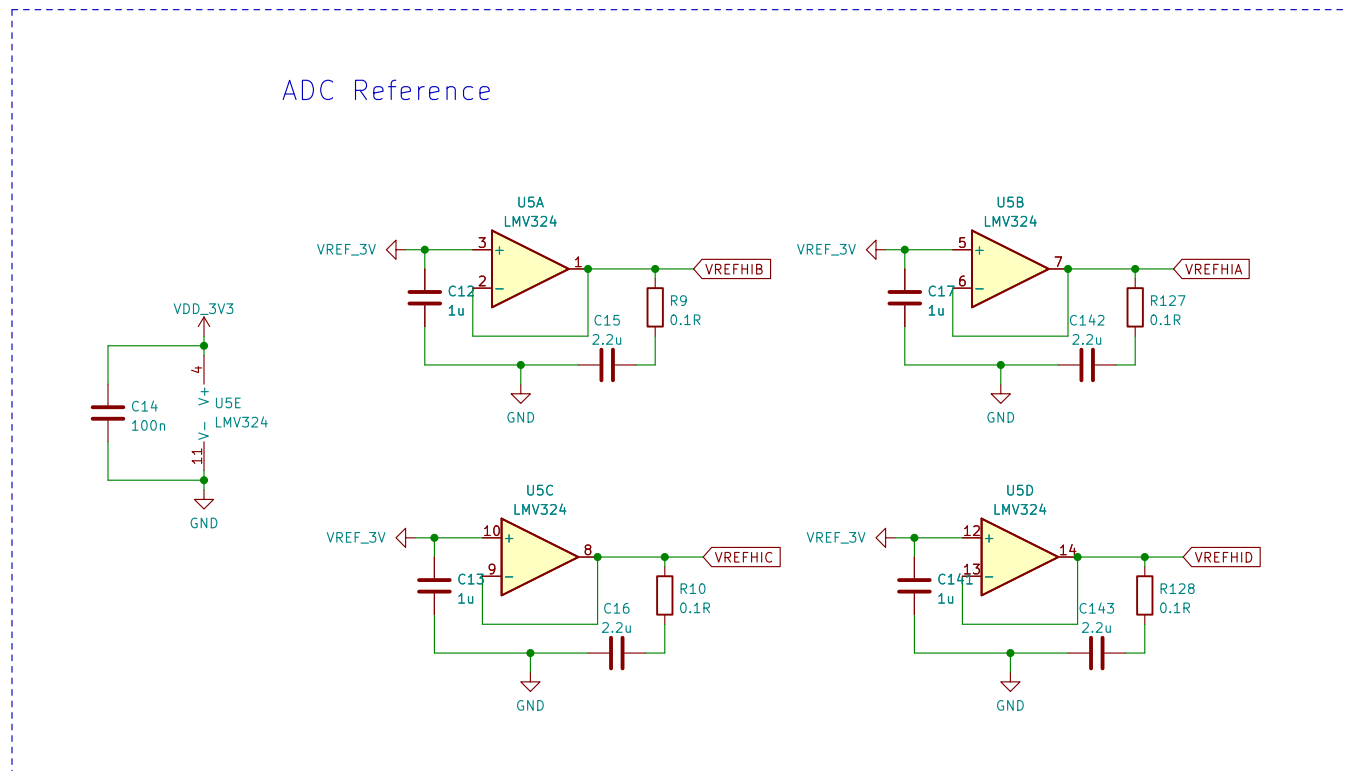 ADC Reference
U5A
LMV324
VREF_3V
3
+
2
−
1
VREFHIB
C12
1u
R9
0.1R
C15
2.2u
GND
U5B
LMV324
VREF_3V
5
+
6
−
7
VREFHIA
C17
1u
R127
0.1R
C142
2.2u
GND
VDD_3V3
4
V+
U5E
LMV324
V−
11
C14
100n
GND
U5C
LMV324
VREF_3V
10
+
9
−
8
VREFHIC
C13
1u
R10
0.1R
C16
2.2u
GND
U5D
LMV324
VREF_3V
12
+
13
−
14
VREFHID
C141
1u
R128
0.1R
C143
2.2u
GND